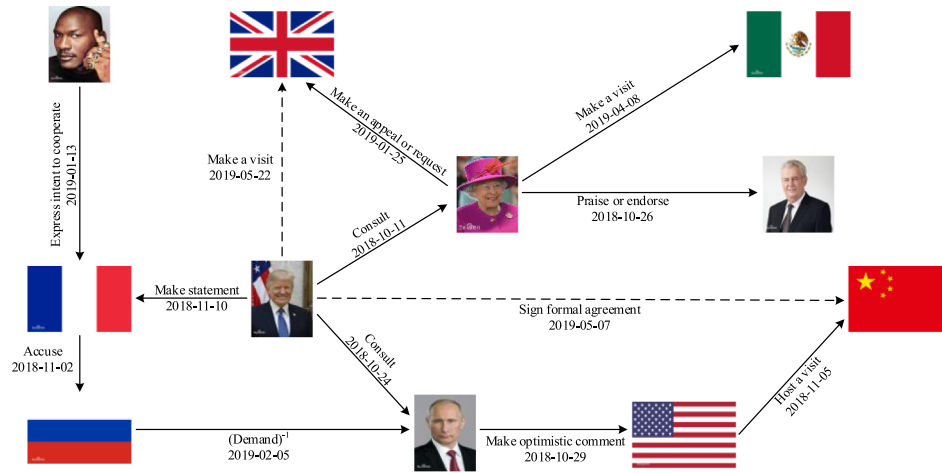 Express intent to cooperate
2019-01-13
Make a visit
2019-05-22
Make an appeal or request
2019-01-25
Make a visit
2019-04-08
Consult
2018-10-11
Praise or endorse
2018-10-26
Make statement
2018-11-10
Sign formal agreement
2019-05-07
Accuse
2018-11-02
Consult
2018-10-24
Host a visit
2018-11-05
(Demand)⁻¹
2019-02-05
Make optimistic comment
2018-10-29